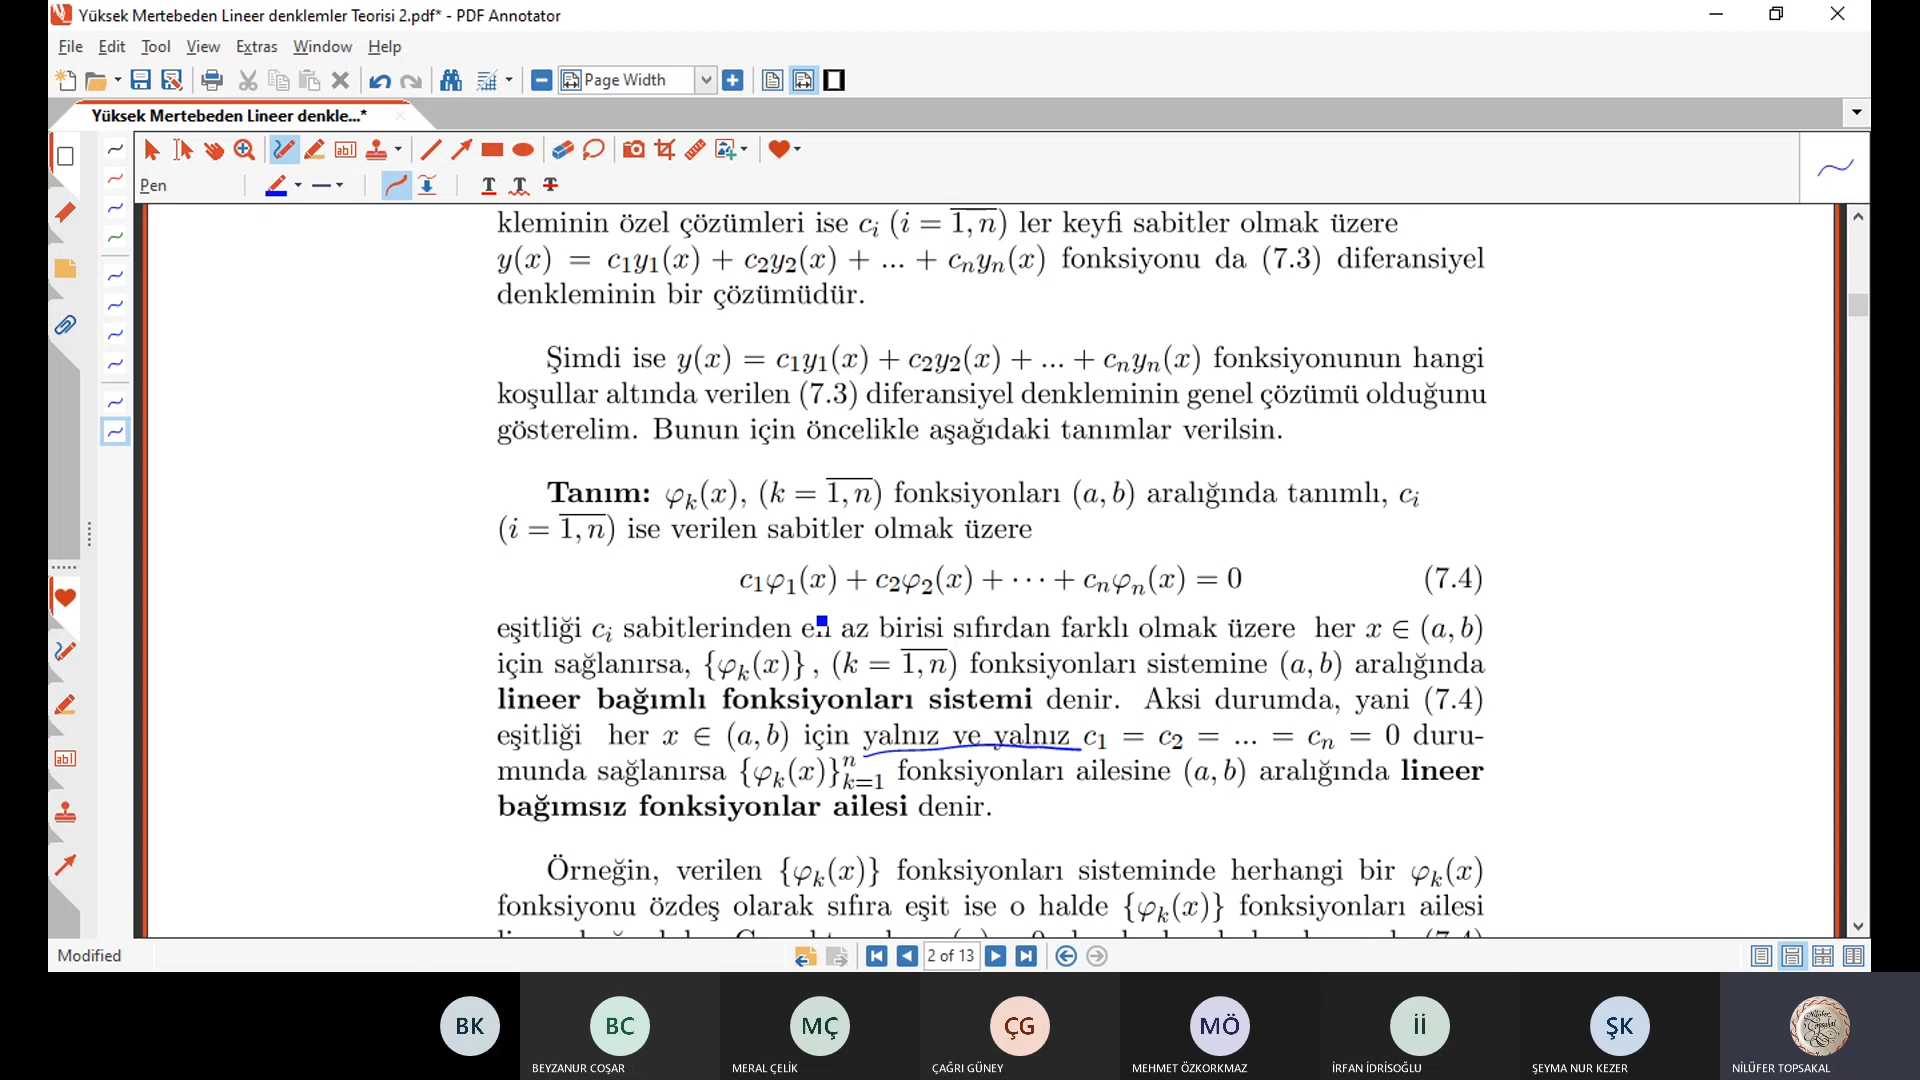 Yüksek Mertebeden Lineer denklemler Teorisi 2.pdf* - PDF Annotator
File Edit Tool View Extras Window Help
Page Width
Yüksek Mertebeden Lineer denkle...*
Pen
kleminin özel çözümleri ise cᵢ (i = 1, n) ler keyfi sabitler olmak üzere
y(x) = c₁y₁(x) + c₂y₂(x) + ... + cₙyₙ(x) fonksiyonu da (7.3) diferansiyel
denkleminin bir çözümüdür.
Şimdi ise y(x) = c₁y₁(x) + c₂y₂(x) + ... + cₙyₙ(x) fonksiyonunun hangi
koşullar altında verilen (7.3) diferansiyel denkleminin genel çözümü olduğunu
gösterelim. Bunun için öncelikle aşağıdaki tanımlar verilsin.
Tanım: φₖ(x), (k = 1, n) fonksiyonları (a, b) aralığında tanımlı, cᵢ
(i = 1, n) ise verilen sabitler olmak üzere
c₁φ₁(x) + c₂φ₂(x) + ··· + cₙφₙ(x) = 0 (7.4)
eşitliği cᵢ sabitlerinden en az birisi sıfırdan farklı olmak üzere her x ∈ (a, b)
için sağlanırsa, {φₖ(x)} , (k = 1, n) fonksiyonları sistemine (a, b) aralığında
lineer bağımlı fonksiyonları sistemi denir. Aksi durumda, yani (7.4)
eşitliği her x ∈ (a, b) için yalnız ve yalnız c₁ = c₂ = ... = cₙ = 0 duru-
munda sağlanırsa {φₖ(x)}ⁿₖ₌₁ fonksiyonları ailesine (a, b) aralığında lineer
bağımsız fonksiyonlar ailesi denir.
Örneğin, verilen {φₖ(x)} fonksiyonları sisteminde herhangi bir φₖ(x)
fonksiyonu özdeş olarak sıfıra eşit ise o halde {φₖ(x)} fonksiyonları ailesi
Modified
2 of 13
BK BC MÇ ÇG MÖ İİ ŞK
BEYZANUR COŞAR MERAL ÇELİK ÇAĞRI GÜNEY MEHMET ÖZKORKMAZ İRFAN İDRİSOĞLU ŞEYMA NUR KEZER NİLÜFER TOPSAKAL